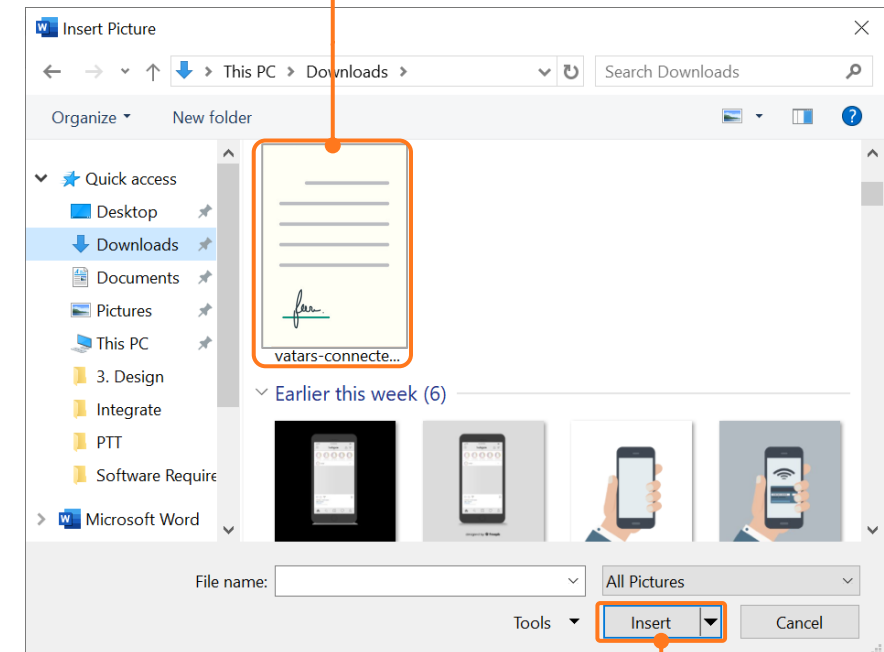 Insert Picture
This PC > Downloads >
Search Downloads
Organize
New folder
vatars-connecte...
Quick access
Desktop
Downloads
Documents
Pictures
This PC
3. Design
Integrate
PTT
Software Require
Microsoft Word
Earlier this week (6)
File name:
All Pictures
Tools
Insert
Cancel